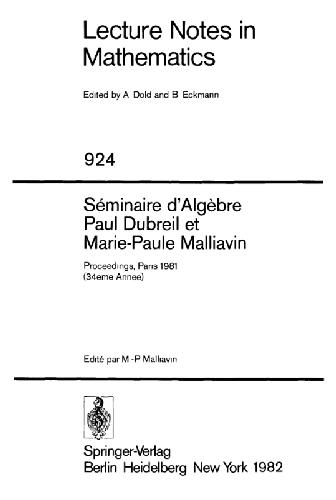 Lecture Notes in
Mathematics
Edited by A. Dold and B. Eckmann
924
Séminaire d'Algèbre
Paul Dubreil et
Marie-Paule Malliavin
Proceedings, Paris 1981
(34ème Année)
Edité par M.-P. Malliavin
Springer-Verlag
Berlin Heidelberg New York 1982